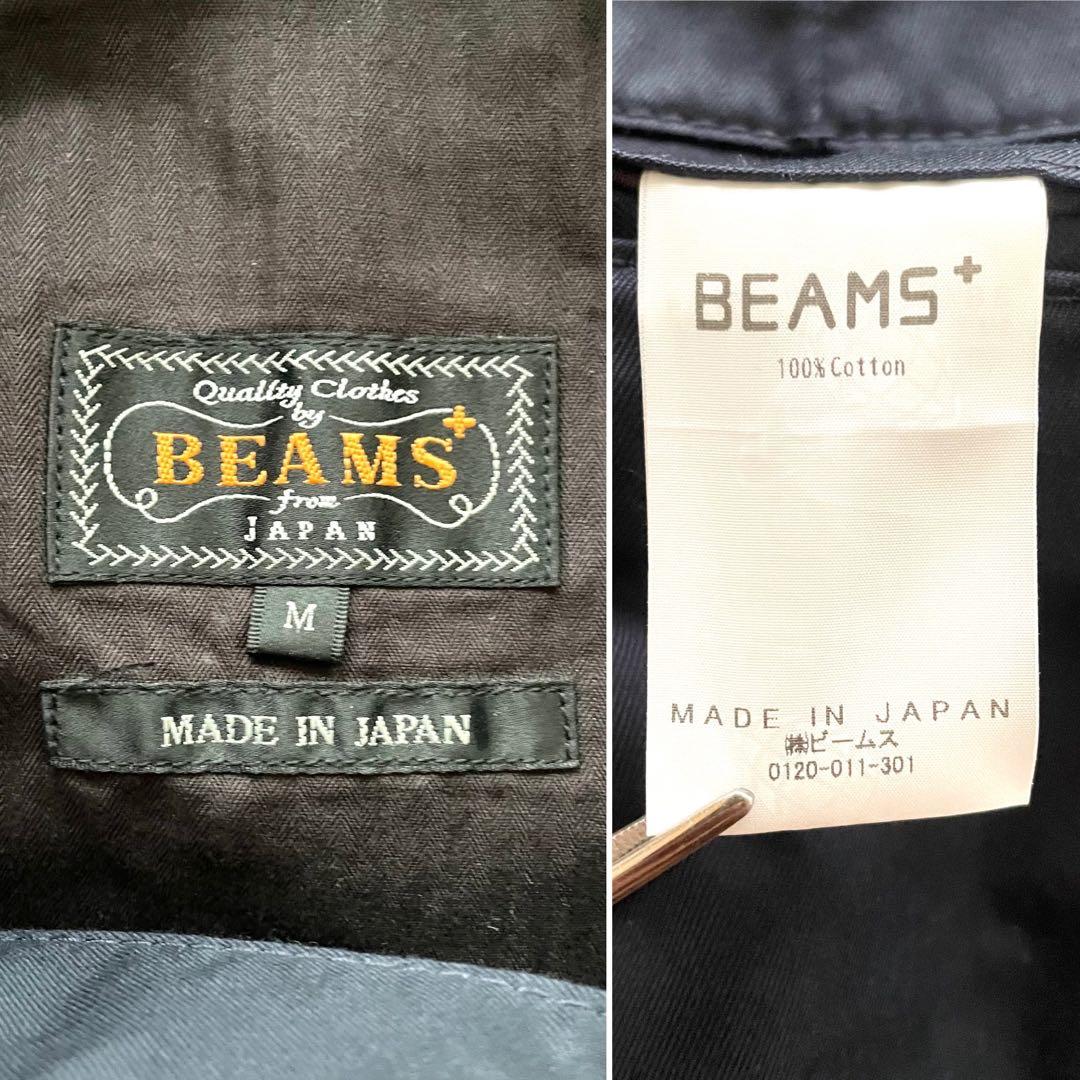 Quality Clothes
by
BEAMS+
from
JAPAN
M
MADE IN JAPAN
BEAMS+
100%Cotton
MADE IN JAPAN
㈱ビームス
0120-011-301